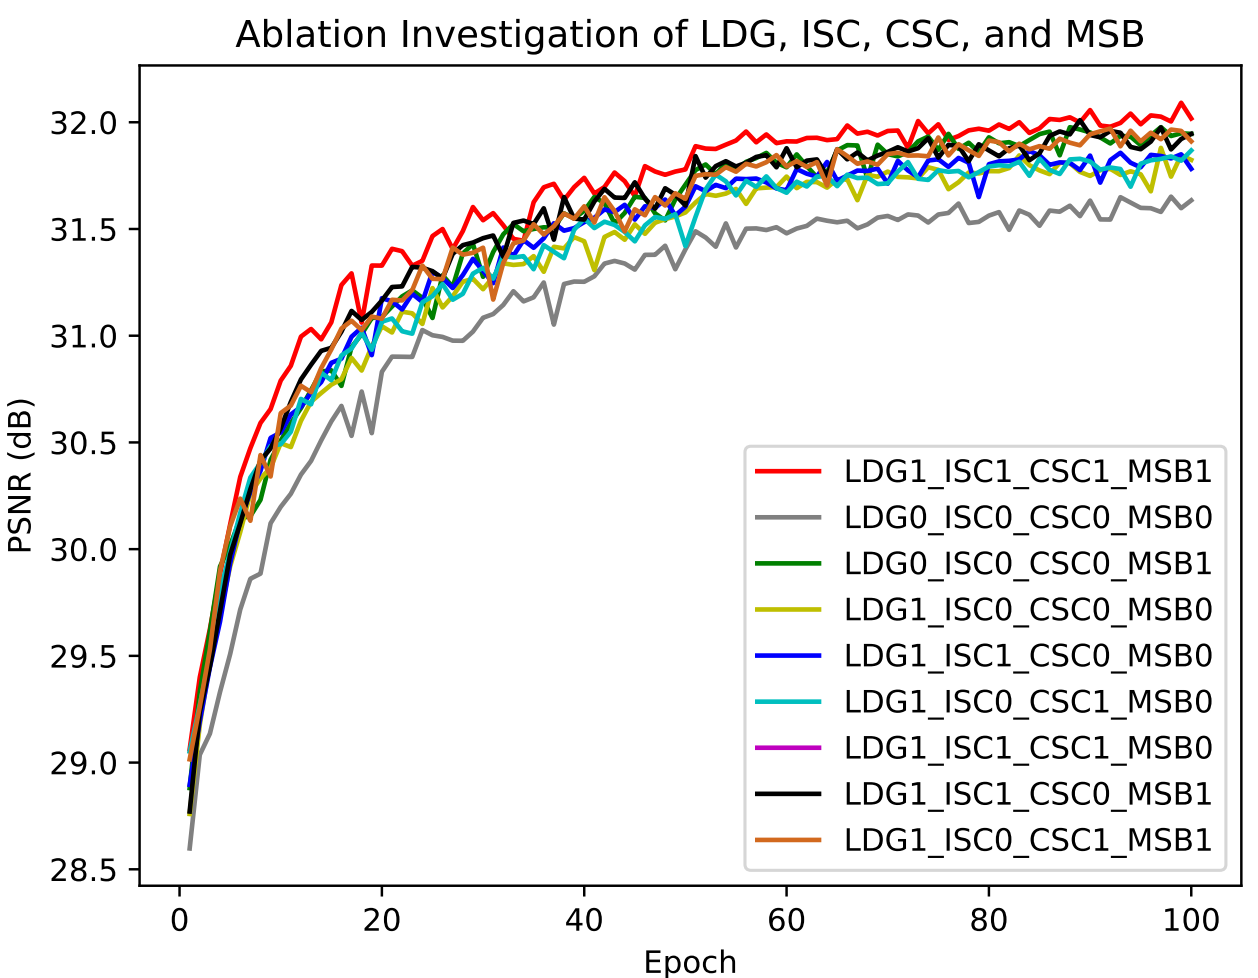 Ablation Investigation of LDG, ISC, CSC, and MSB
PSNR (dB)
32.0
31.5
31.0
30.5
30.0
29.5
29.0
28.5
LDG1_ISC1_CSC1_MSB1
LDG0_ISC0_CSC0_MSB0
LDG0_ISC0_CSC0_MSB1
LDG1_ISC0_CSC0_MSB0
LDG1_ISC1_CSC0_MSB0
LDG1_ISC0_CSC1_MSB0
LDG1_ISC1_CSC1_MSB0
LDG1_ISC1_CSC0_MSB1
LDG1_ISC0_CSC1_MSB1
0 20 40 60 80 100
Epoch